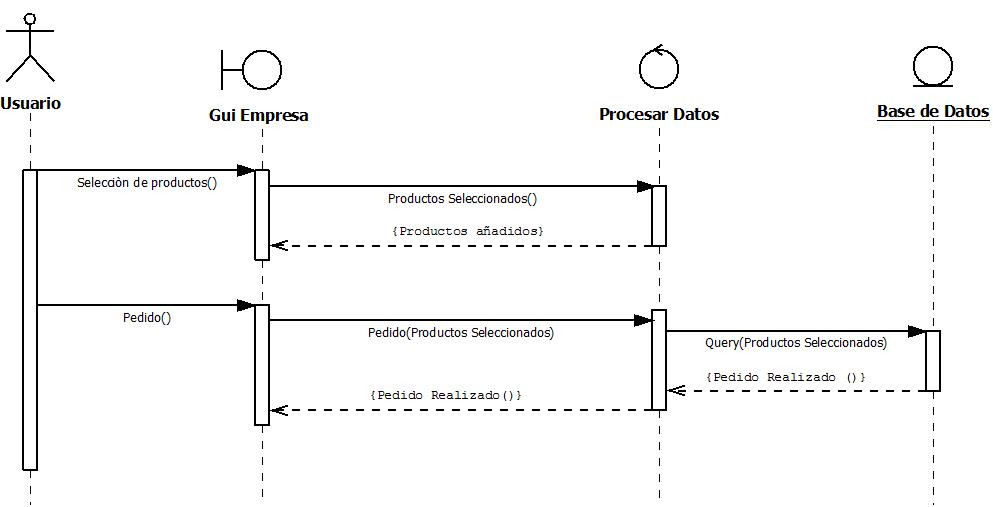 Usuario
Gui Empresa
Procesar Datos
Base de Datos
Selecciòn de productos()
Productos Seleccionados()
{Productos añadidos}
Pedido()
Pedido(Productos Seleccionados)
Query(Productos Seleccionados)
{Pedido Realizado ()}
{Pedido Realizado()}